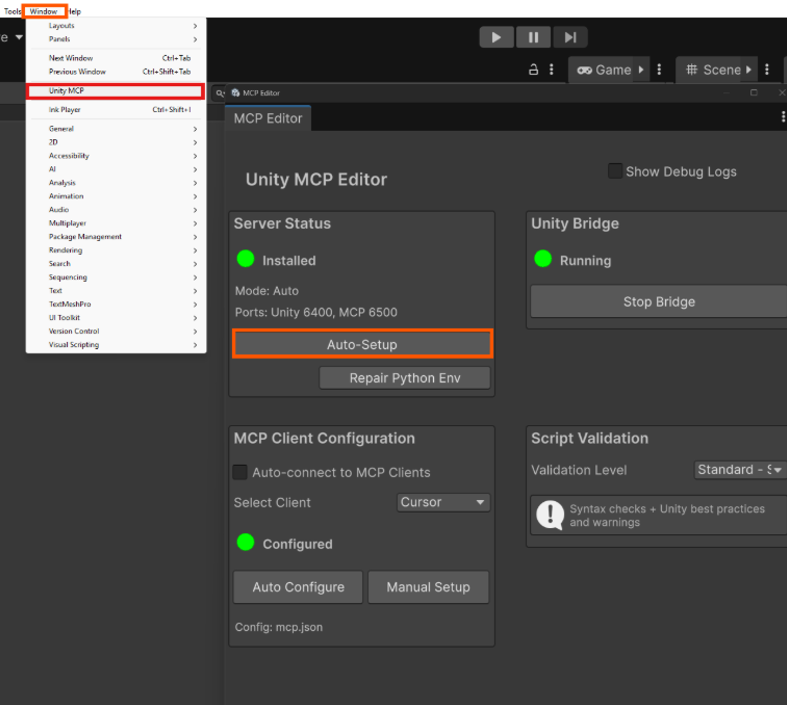 Tools Window Help
Layouts
Panels
Next Window Ctrl+Tab
Previous Window Ctrl+Shift+Tab
Unity MCP
Ink Player Ctrl+Shift+I
General
2D
Accessibility
AI
Analysis
Animation
Audio
Multiplayer
Package Management
Rendering
Search
Sequencing
Text
TextMeshPro
UI Toolkit
Version Control
Visual Scripting
Game
Scene
MCP Editor
MCP Editor
Unity MCP Editor
Show Debug Logs
Server Status
Installed
Mode: Auto
Ports: Unity 6400, MCP 6500
Auto-Setup
Repair Python Env
Unity Bridge
Running
Stop Bridge
MCP Client Configuration
Auto-connect to MCP Clients
Select Client Cursor
Configured
Auto Configure Manual Setup
Config: mcp.json
Script Validation
Validation Level Standard - S
Syntax checks + Unity best practices
and warnings